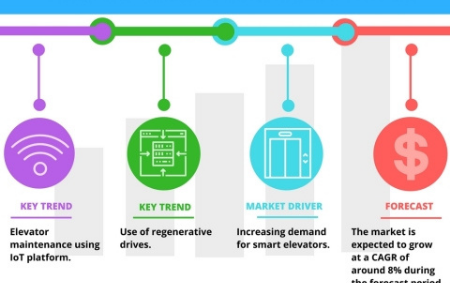 KEY TREND
Elevator
maintenance using
IoT platform.
KEY TREND
Use of regenerative
drives.
MARKET DRIVER
Increasing demand
for smart elevators.
FORECAST
The market is
expected to grow
at a CAGR of
around 8% during
the forecast period